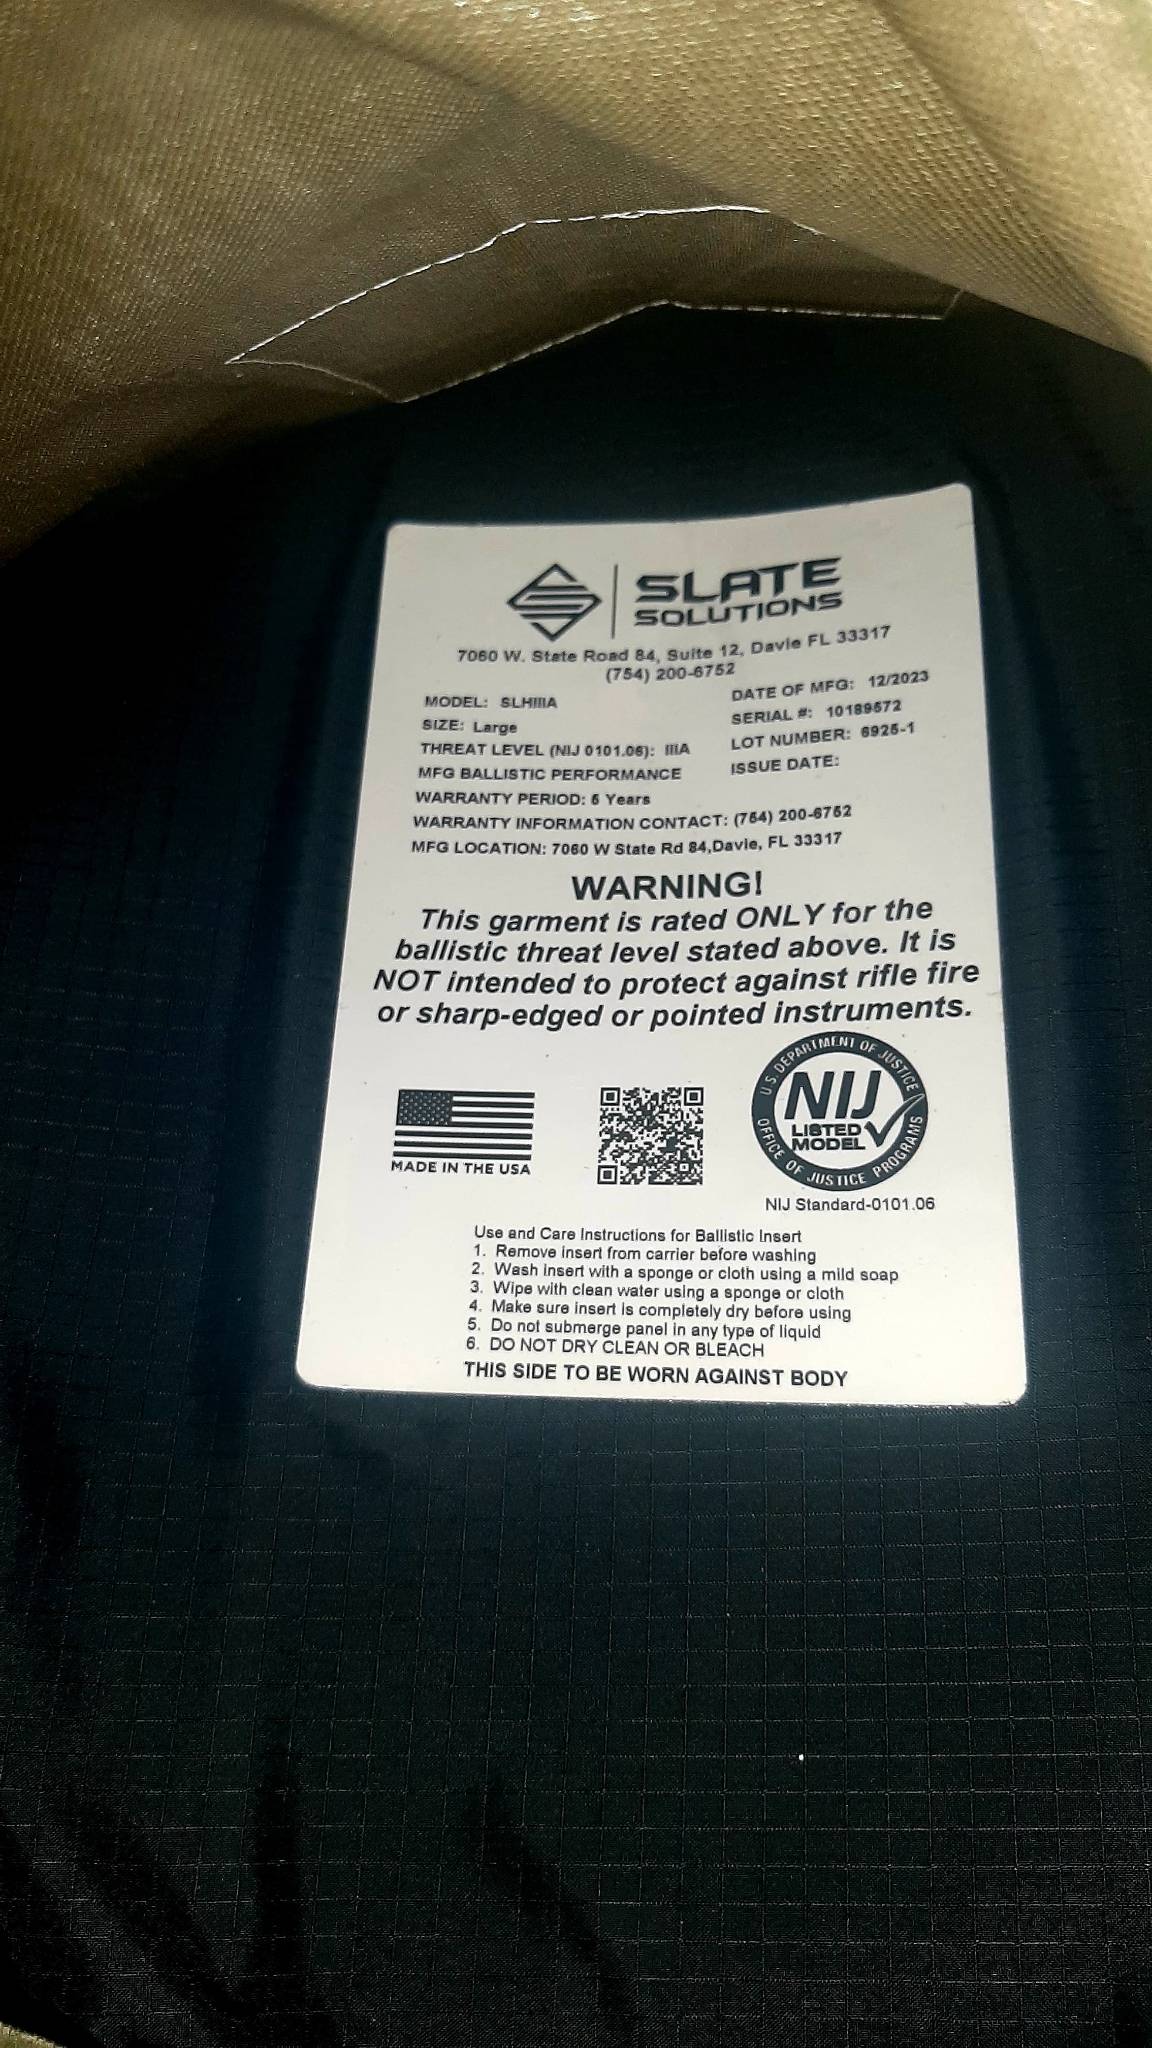 SLATE
SOLUTIONS
7060 W. State Road 84, Suite 12, Davie FL 33317
(754) 200-6752
MODEL: SLHIIIA
SIZE: Large
THREAT LEVEL (NIJ 0101.06): IIIA
MFG BALLISTIC PERFORMANCE
WARRANTY PERIOD: 5 Years
DATE OF MFG: 12/2023
SERIAL #: 10189572
LOT NUMBER: 6925-1
ISSUE DATE:
WARRANTY INFORMATION CONTACT: (754) 200-6752
MFG LOCATION: 7060 W State Rd 84,Davie, FL 33317
WARNING!
This garment is rated ONLY for the
ballistic threat level stated above. It is
NOT intended to protect against rifle fire
or sharp-edged or pointed instruments.
MADE IN THE USA
U.S. DEPARTMENT OF JUSTICE
NIJ
LISTED
MODEL
OFFICE OF JUSTICE PROGRAMS
NIJ Standard-0101.06
Use and Care Instructions for Ballistic Insert
1. Remove insert from carrier before washing
2. Wash insert with a sponge or cloth using a mild soap
3. Wipe with clean water using a sponge or cloth
4. Make sure insert is completely dry before using
5. Do not submerge panel in any type of liquid
6. DO NOT DRY CLEAN OR BLEACH
THIS SIDE TO BE WORN AGAINST BODY